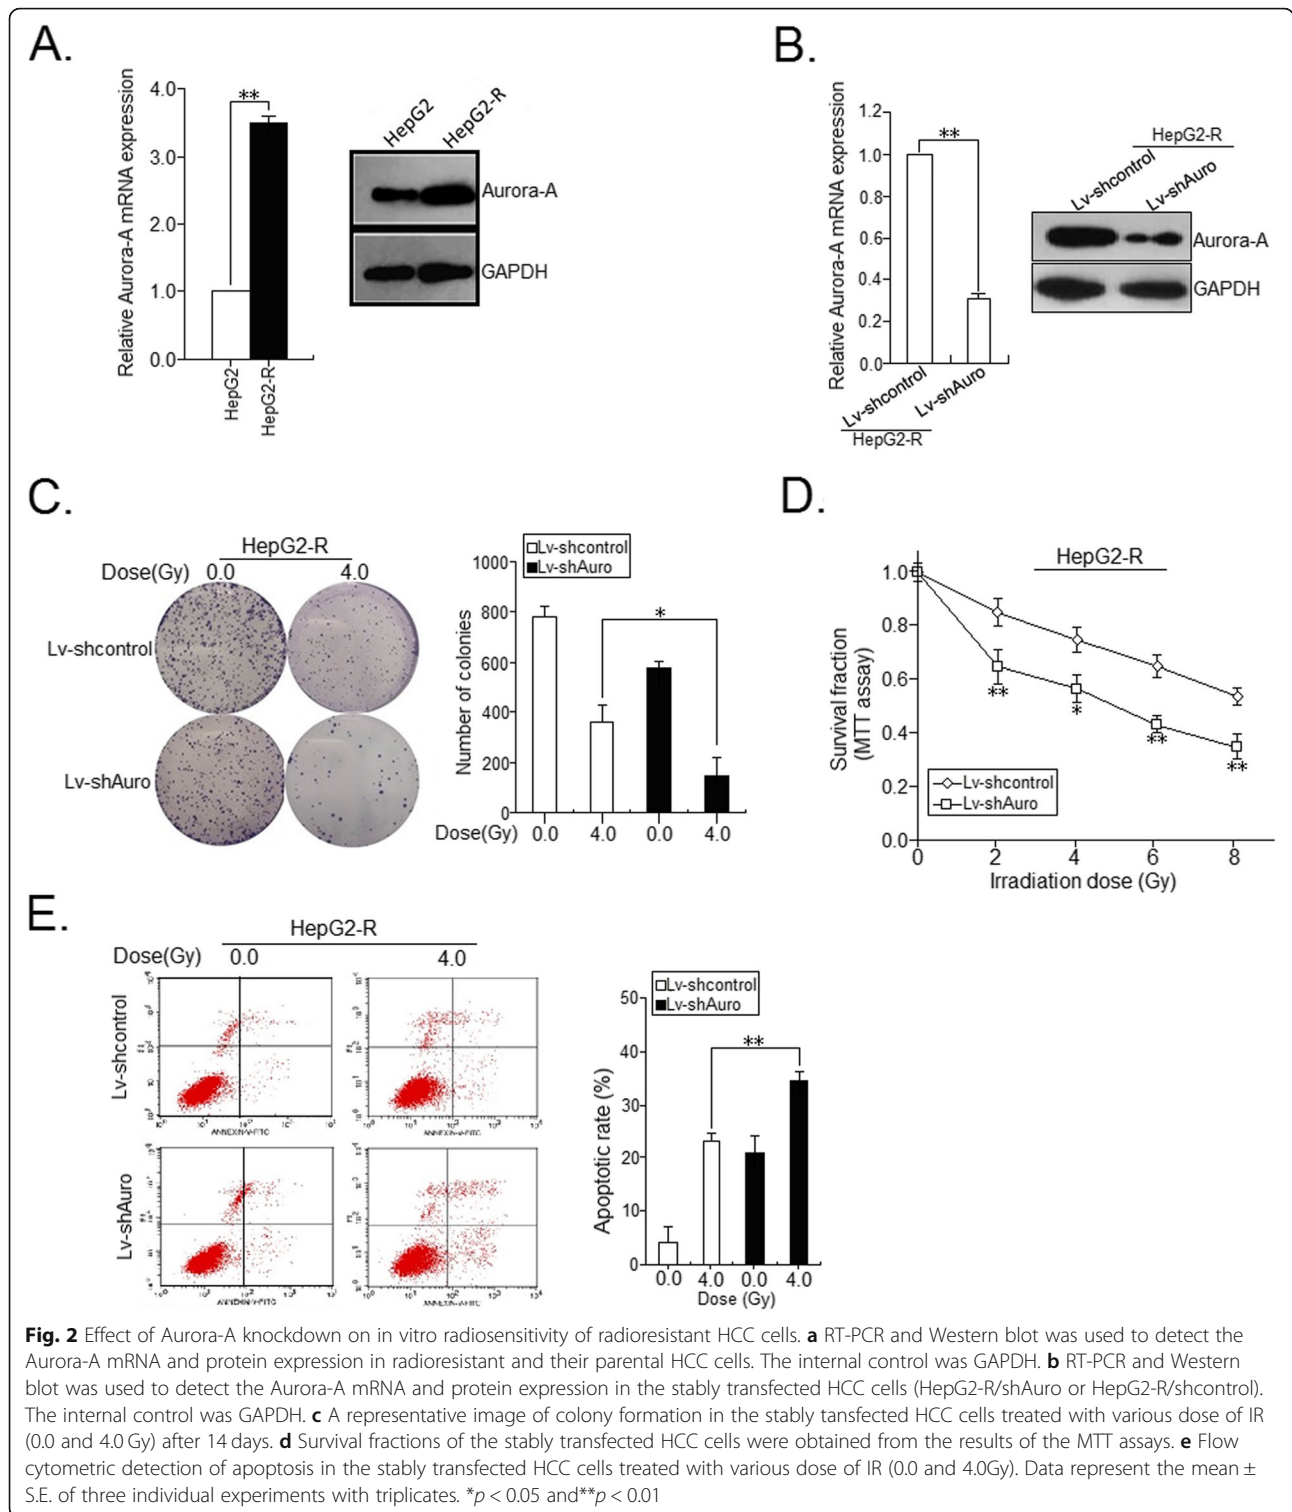 A.
Relative Aurora-A mRNA expression
4.0
3.0
2.0
1.0
0.0
**
HepG2
HepG2-R
HepG2
HepG2-R
Aurora-A
GAPDH
B.
Relative Aurora-A mRNA expression
1.2
1.0
0.8
0.6
0.4
0.2
0.0
**
Lv-shcontrol
Lv-shAuro
HepG2-R
HepG2-R
Lv-shcontrol
Lv-shAuro
Aurora-A
GAPDH
C.
HepG2-R
Dose(Gy) 0.0 4.0
Lv-shcontrol
Lv-shAuro
Lv-shcontrol
Lv-shAuro
Number of colonies
1000
800
600
400
200
0
*
Dose(Gy) 0.0 4.0 0.0 4.0
D.
HepG2-R
Survival fraction
(MTT assay)
1.0
0.8
0.6
0.4
0.2
0.0
**
*
**
**
Lv-shcontrol
Lv-shAuro
0 2 4 6 8
Irradiation dose (Gy)
E.
HepG2-R
Dose(Gy) 0.0 4.0
Lv-shcontrol
ANNEXIN-V-FITC
ANNEXIN-V-FITC
Lv-shAuro
ANNEXIN-V-FITC
ANNEXIN-V-FITC
Lv-shcontrol
Lv-shAuro
Apoptotic rate (%)
50
40
30
20
10
0
**
0.0 4.0 0.0 4.0
Dose (Gy)
Fig. 2 Effect of Aurora-A knockdown on in vitro radiosensitivity of radioresistant HCC cells. a RT-PCR and Western blot was used to detect the
Aurora-A mRNA and protein expression in radioresistant and their parental HCC cells. The internal control was GAPDH. b RT-PCR and Western
blot was used to detect the Aurora-A mRNA and protein expression in the stably transfected HCC cells (HepG2-R/shAuro or HepG2-R/shcontrol).
The internal control was GAPDH. c A representative image of colony formation in the stably tansfected HCC cells treated with various dose of IR
(0.0 and 4.0 Gy) after 14 days. d Survival fractions of the stably transfected HCC cells were obtained from the results of the MTT assays. e Flow
cytometric detection of apoptosis in the stably transfected HCC cells treated with various dose of IR (0.0 and 4.0Gy). Data represent the mean ±
S.E. of three individual experiments with triplicates. *p < 0.05 and**p < 0.01